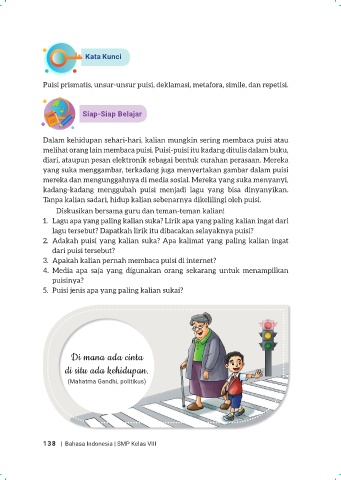 Kata Kunci
Puisi prismatis, unsur-unsur puisi, deklamasi, metafora, simile, dan repetisi.
Siap-Siap Belajar
Dalam kehidupan sehari-hari, kalian mungkin sering membaca puisi atau
melihat orang lain membaca puisi. Puisi-puisi itu kadang ditulis dalam buku,
diari, ataupun pesan elektronik sebagai bentuk curahan perasaan. Mereka
yang suka menggambar, terkadang juga menyertakan gambar dalam puisi
mereka dan mengunggahnya di media sosial. Mereka yang suka menyanyi,
kadang-kadang menggubah puisi menjadi lagu yang bisa dinyanyikan.
Tanpa kalian sadari, hidup kalian sebenarnya dikelilingi oleh puisi.
Diskusikan bersama guru dan teman-teman kalian!
1. Lagu apa yang paling kalian suka? Lirik apa yang paling kalian ingat dari
lagu tersebut? Dapatkah lirik itu dibacakan selayaknya puisi?
2. Adakah puisi yang kalian suka? Apa kalimat yang paling kalian ingat
dari puisi tersebut?
3. Apakah kalian pernah membaca puisi di internet?
4. Media apa saja yang digunakan orang sekarang untuk menampilkan
puisinya?
5. Puisi jenis apa yang paling kalian sukai?
Di mana ada cinta
di situ ada kehidupan.
(Mahatma Gandhi, politikus)
138 | Bahasa Indonesia | SMP Kelas VIII